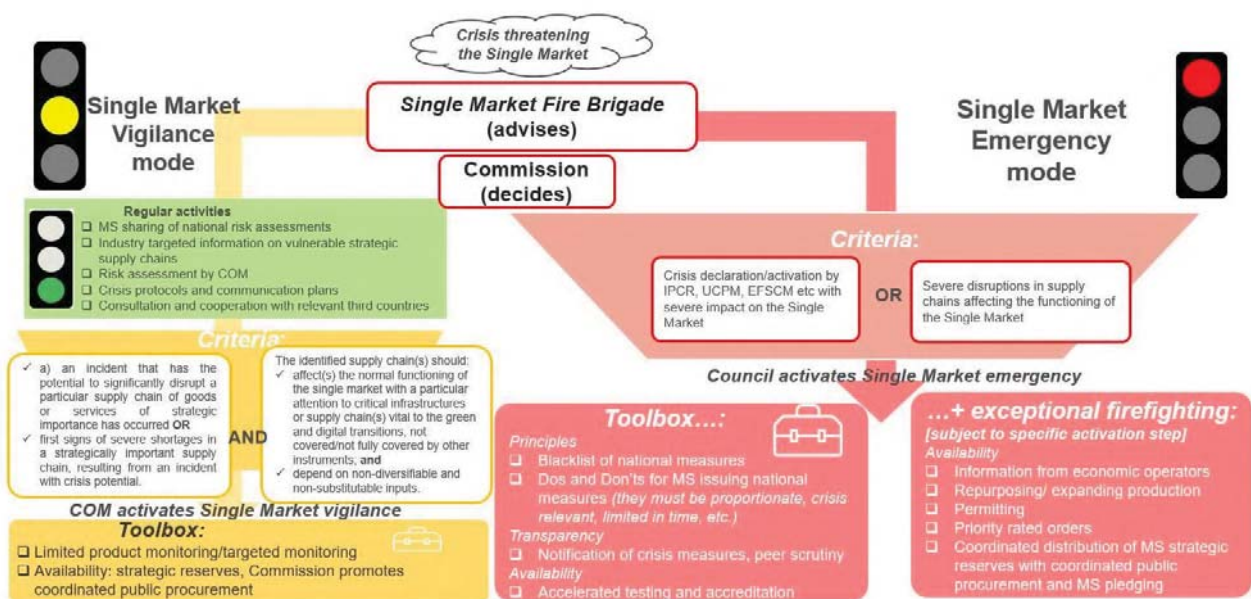 Crisis threatening
the Single Market
Single Market
Vigilance
mode
Single Market Fire Brigade
(advises)
Commission
(decides)
Single Market
Emergency
mode
Regular activities
MS sharing of national risk assessments
Industry targeted information on vulnerable strategic
supply chains
Risk assessment by COM
Crisis protocols and communication plans
Consultation and cooperation with relevant third countries
Criteria:
a) an incident that has the
potential to significantly disrupt a
particular supply chain of goods
or services of strategic
importance has occurred OR
first signs of severe shortages in
a strategically important supply
chain, resulting from an incident
with crisis potential.
AND
The identified supply chain(s) should:
affect(s) the normal functioning of
the single market with a particular
attention to critical infrastructures
or supply chain(s) vital to the green
and digital transitions, not
covered/not fully covered by other
instruments; and
depend on non-diversifiable and
non-substitutable inputs.
COM activates Single Market vigilance
Toolbox:
Limited product monitoring/targeted monitoring
Availability: strategic reserves, Commission promotes
coordinated public procurement
Criteria:
Crisis declaration/activation by
IPCR, UCPM, EFSCM etc with
severe impact on the Single
Market
OR
Severe disruptions in supply
chains affecting the functioning of
the Single Market
Council activates Single Market emergency
Toolbox…:
Principles
Blacklist of national measures
Dos and Don'ts for MS issuing national
measures (they must be proportionate, crisis
relevant, limited in time, etc.)
Transparency
Notification of crisis measures, peer scrutiny
Availability
Accelerated testing and accreditation
…+ exceptional firefighting:
[subject to specific activation step]
Availability
Information from economic operators
Repurposing/ expanding production
Permitting
Priority rated orders
Coordinated distribution of MS strategic
reserves with coordinated public
procurement and MS pledging